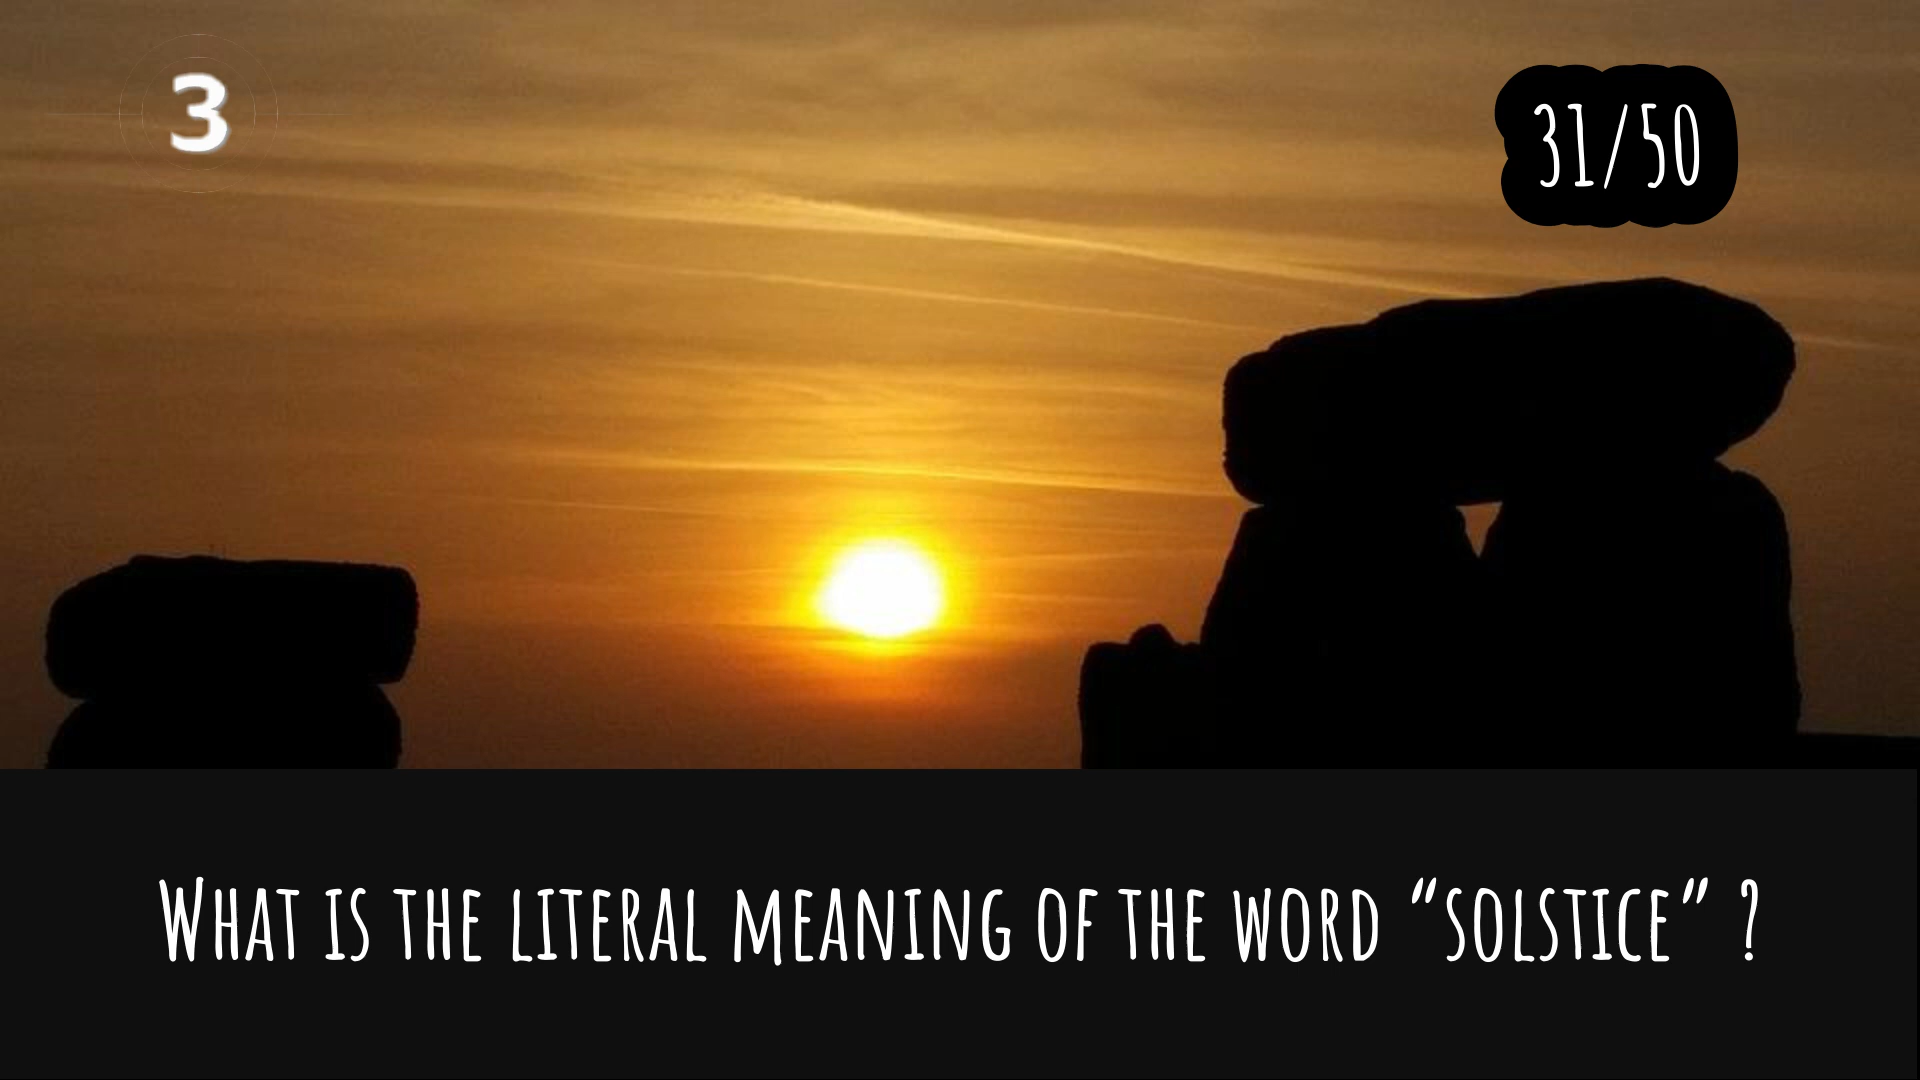 3
31/50
What is the literal meaning of the word “solstice” ?